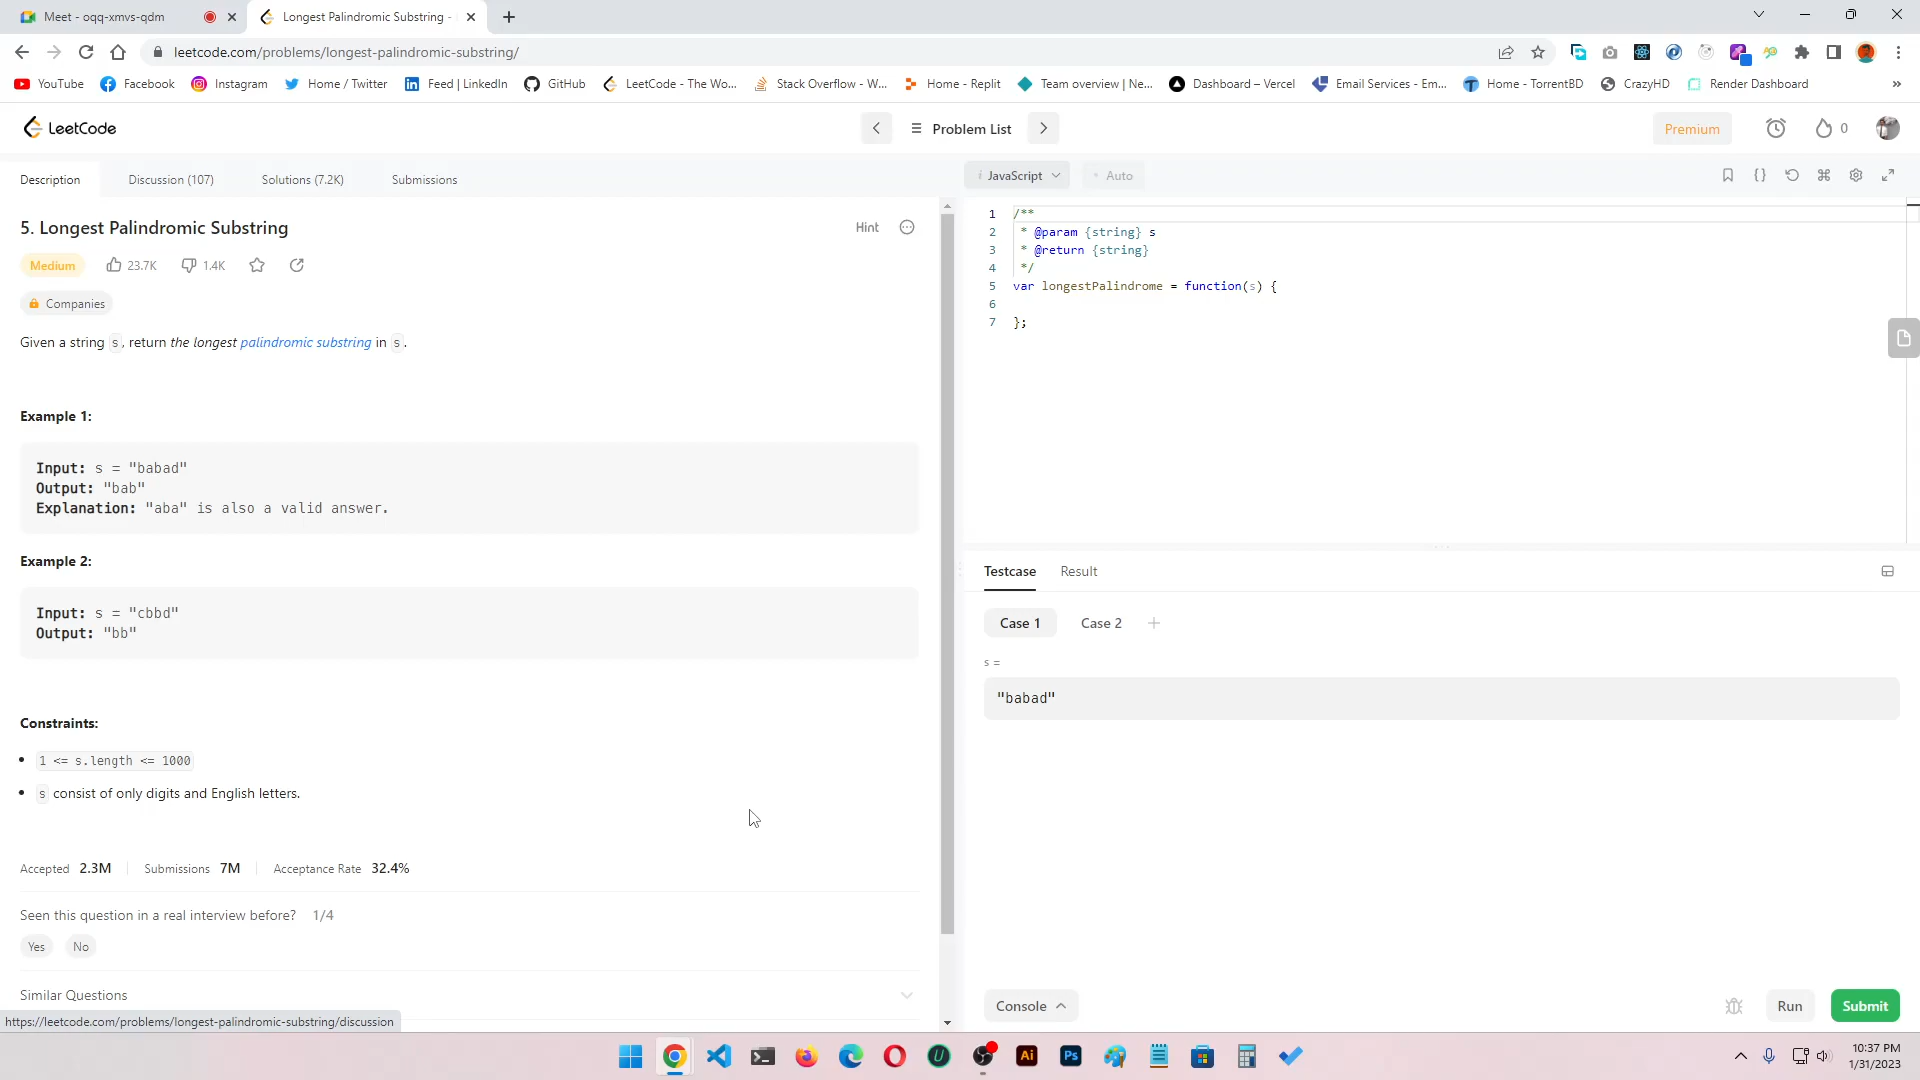 Meet - oqq-xmvs-qdm
Longest Palindromic Substring -
leetcode.com/problems/longest-palindromic-substring/
YouTube
Facebook
Instagram
Home / Twitter
Feed | LinkedIn
GitHub
LeetCode - The Wo...
Stack Overflow - W...
Home - Replit
Team overview | Ne...
Dashboard – Vercel
Email Services - Em...
Home - TorrentBD
CrazyHD
Render Dashboard
»
LeetCode
Problem List
Premium
0
Description
Discussion (107)
Solutions (7.2K)
Submissions
i JavaScript
Auto
5. Longest Palindromic Substring
Hint
Medium
23.7K
1.4K
Companies
Given a string s, return the longest palindromic substring in s.
Example 1:
Input: s = "babad"
Output: "bab"
Explanation: "aba" is also a valid answer.
Example 2:
Input: s = "cbbd"
Output: "bb"
Constraints:
• 1 <= s.length <= 1000
• s consist of only digits and English letters.
Accepted 2.3M
Submissions 7M
Acceptance Rate 32.4%
Seen this question in a real interview before? 1/4
Yes
No
Similar Questions
https://leetcode.com/problems/longest-palindromic-substring/discussion
1 /**
2 * @param {string} s
3 * @return {string}
4 */
5 var longestPalindrome = function(s) {
6
7 };
Testcase
Result
Case 1
Case 2
+
s =
"babad"
Console
Run
Submit
U
Ai
Ps
10:37 PM
1/31/2023